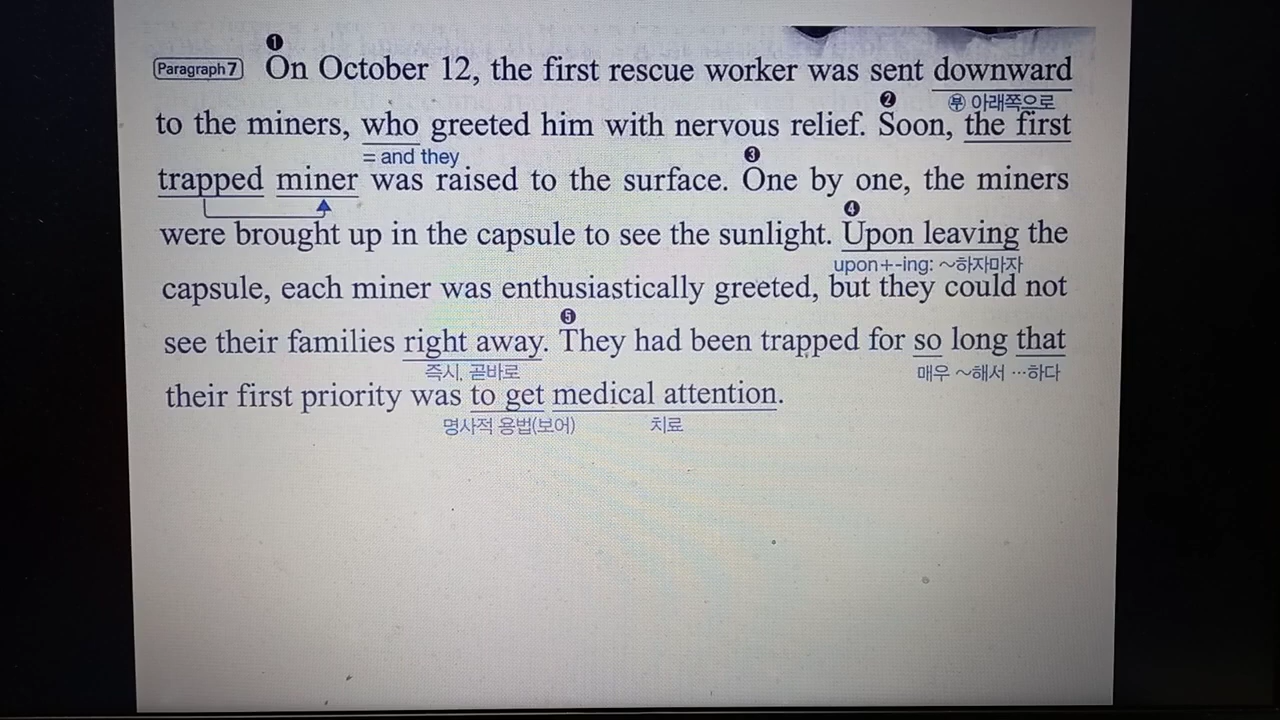 ❶
Paragraph 7 On October 12, the first rescue worker was sent downward
❷ ㊝ 아래쪽으로
to the miners, who greeted him with nervous relief. Soon, the first
= and they ❸
trapped miner was raised to the surface. One by one, the miners
❹
were brought up in the capsule to see the sunlight. Upon leaving the
upon+-ing: ~하자마자
capsule, each miner was enthusiastically greeted, but they could not
❺
see their families right away. They had been trapped for so long that
즉시, 곧바로 매우 ~해서 …하다
their first priority was to get medical attention.
명사적 용법(보어) 치료